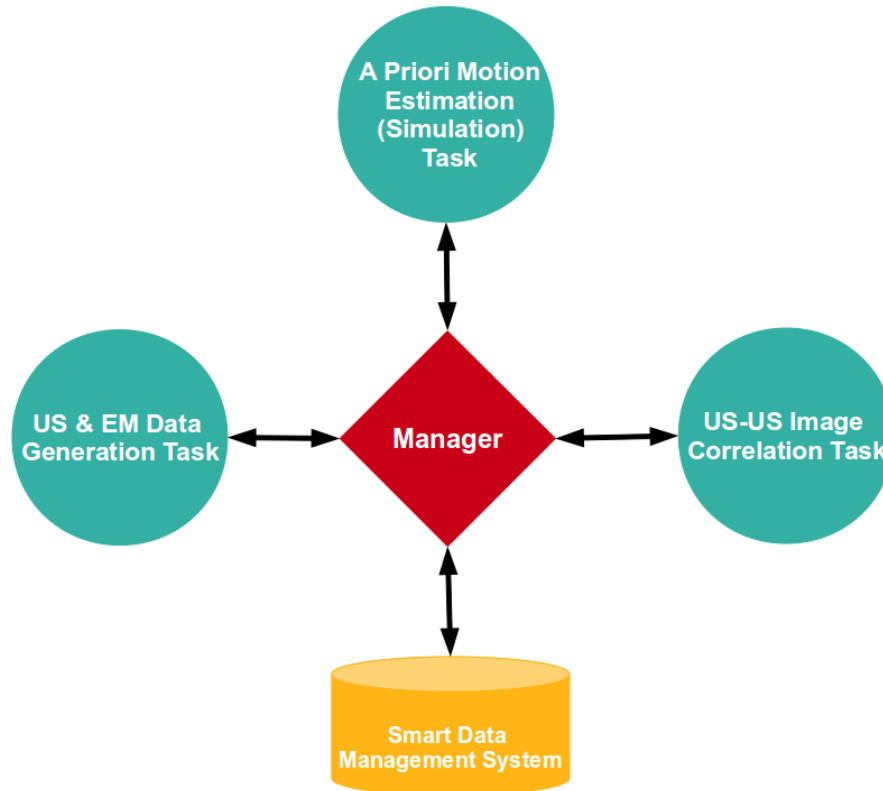 A Priori Motion
Estimation
(Simulation)
Task
US & EM Data
Generation Task
Manager
US-US Image
Correlation Task
Smart Data
Management System